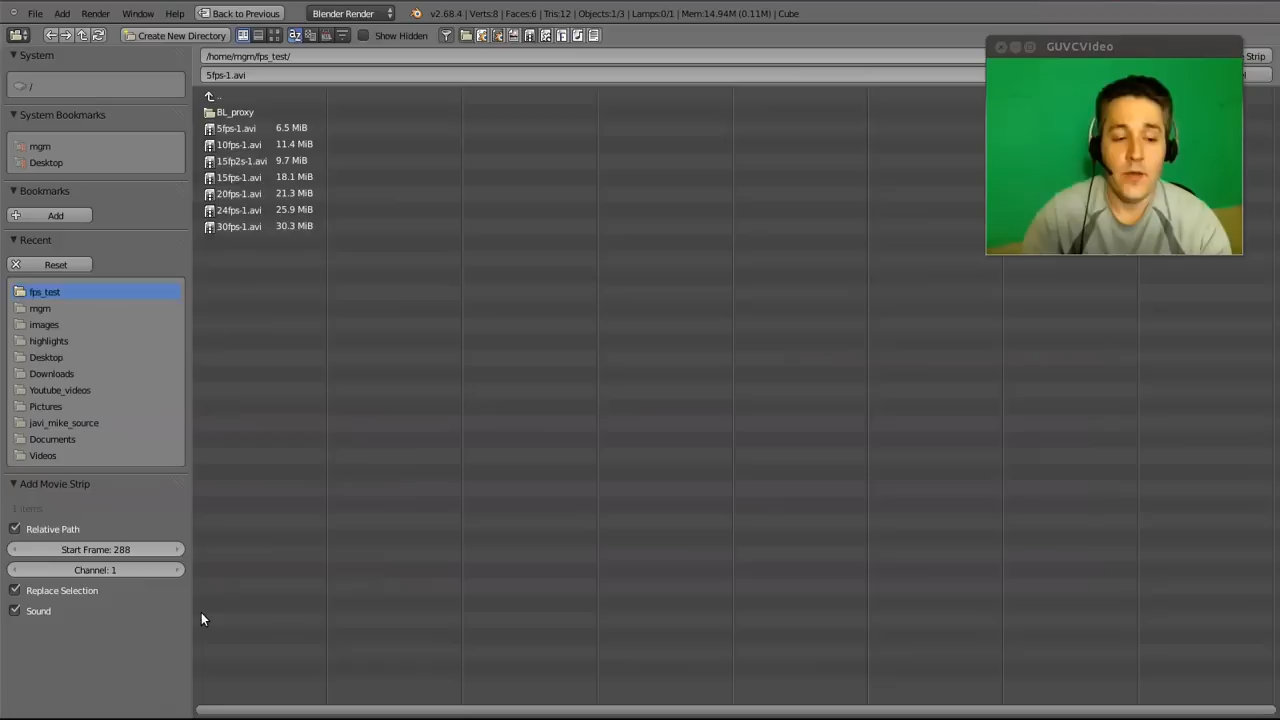 File Add Render Window Help Back to Previous Blender Render v2.68.4 | Verts:8 | Faces:6 | Tris:12 | Objects:1/3 | Lamps:0/1 | Mem:14.94M (0.11M) | Cube
Create New Directory Show Hidden
GUVCVIdeo
System
/home/mgm/fps_test/
Strip
5fps-1.avi
/
..
System Bookmarks
BL_proxy
5fps-1.avi 6.5 MiB
mgm
10fps-1.avi 11.4 MiB
Desktop
15fp2s-1.avi 9.7 MiB
15fps-1.avi 18.1 MiB
Bookmarks
20fps-1.avi 21.3 MiB
Add
24fps-1.avi 25.9 MiB
30fps-1.avi 30.3 MiB
Recent
Reset
fps_test
mgm
images
highlights
Desktop
Downloads
Youtube_videos
Pictures
javi_mike_source
Documents
Videos
Add Movie Strip
1 items
Relative Path
Start Frame: 288
Channel: 1
Replace Selection
Sound